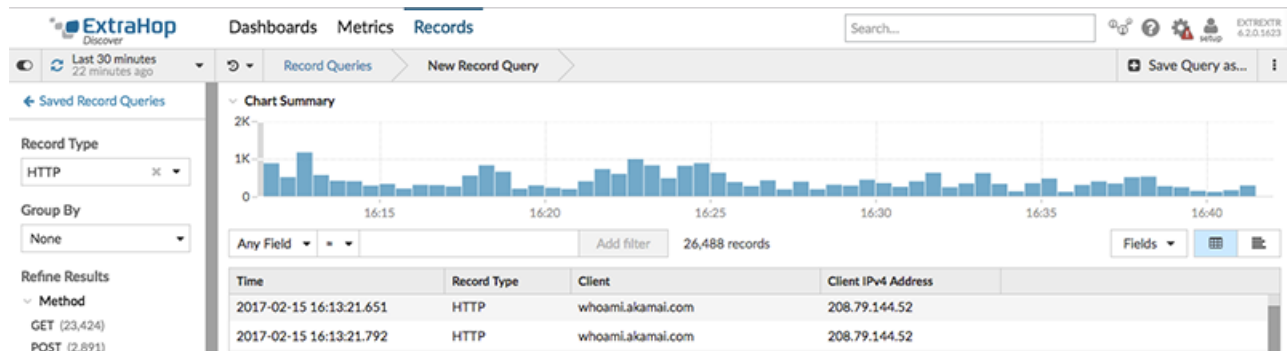 ExtraHop
Discover
Dashboards Metrics Records
Search...
setup
EXTREXTR
6.2.0.1623
Last 30 minutes
22 minutes ago
Record Queries
New Record Query
Save Query as...
Saved Record Queries
Record Type
HTTP
Group By
None
Refine Results
Method
GET (23,424)
POST (2,891)
Chart Summary
2K
1K
0
16:15 16:20 16:25 16:30 16:35 16:40
Any Field = Add filter 26,488 records Fields
Time Record Type Client Client IPv4 Address
2017-02-15 16:13:21.651 HTTP whoami.akamai.com 208.79.144.52
2017-02-15 16:13:21.792 HTTP whoami.akamai.com 208.79.144.52